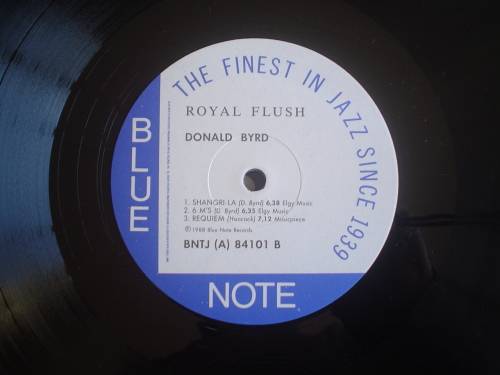 THE FINEST IN JAZZ SINCE 1939
ROYAL FLUSH
DONALD BYRD
BLUE
1. SHANGRI-LA (D. Byrd) 6,38 Elgy Music
2. 6 M'S (D. Byrd) 6,35 Elgy Music
3. REQUIEM (Hancock) 7,12
℗1988 Blue Note Records
BNTJ (A) 84101 B
NOTE